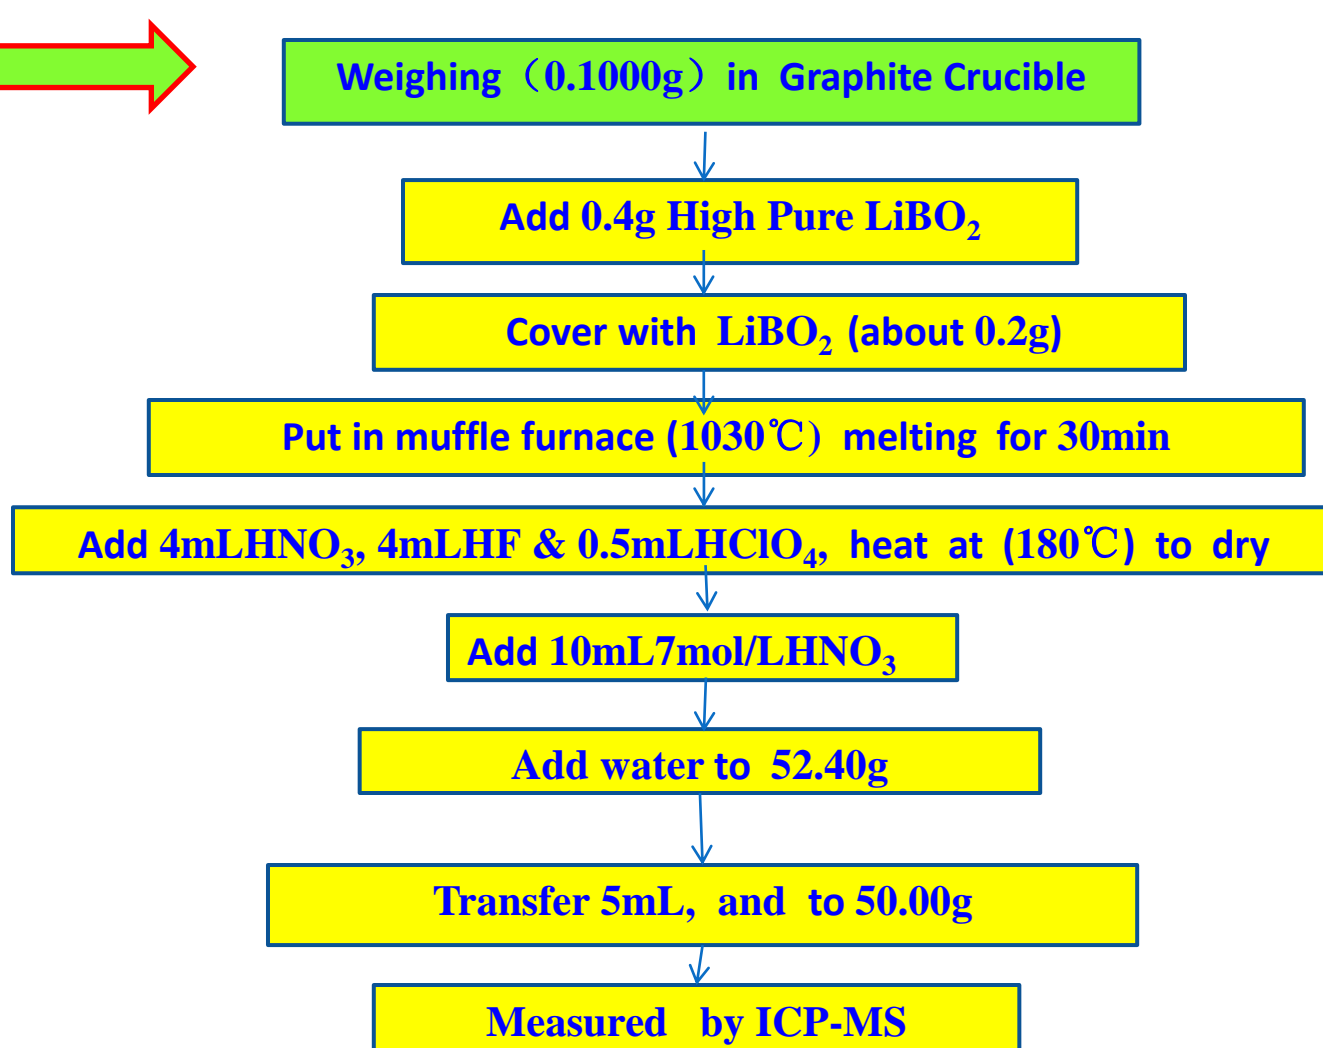 Weighing（0.1000g）in Graphite Crucible
Add 0.4g High Pure LiBO₂
Cover with LiBO₂ (about 0.2g)
Put in muffle furnace (1030℃) melting for 30min
Add 4mLHNO₃, 4mLHF & 0.5mLHClO₄, heat at (180℃) to dry
Add 10mL7mol/LHNO₃
Add water to 52.40g
Transfer 5mL, and to 50.00g
Measured by ICP-MS